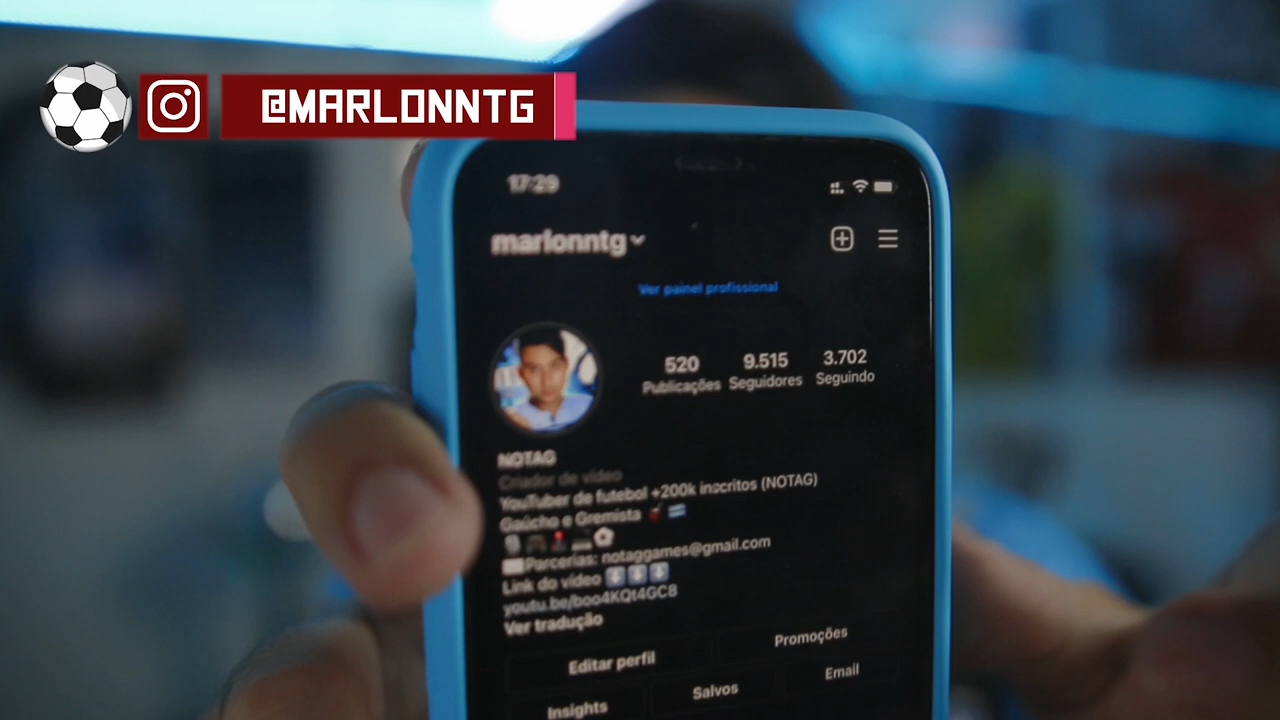 @MARLONNTG
17:29
marlonntg
Ver painel profissional
520 9.515 3.702
Publicações Seguidores Seguindo
NOTAG
Criador de vídeo
YouTuber de futebol +200k inscritos (NOTAG)
Gaúcho e Gremista
Parcerias: notaggames@gmail.com
Link do vídeo
youtu.be/boo4KQt4GC8
Ver tradução
Editar perfil Promoções
Insights Salvos Email